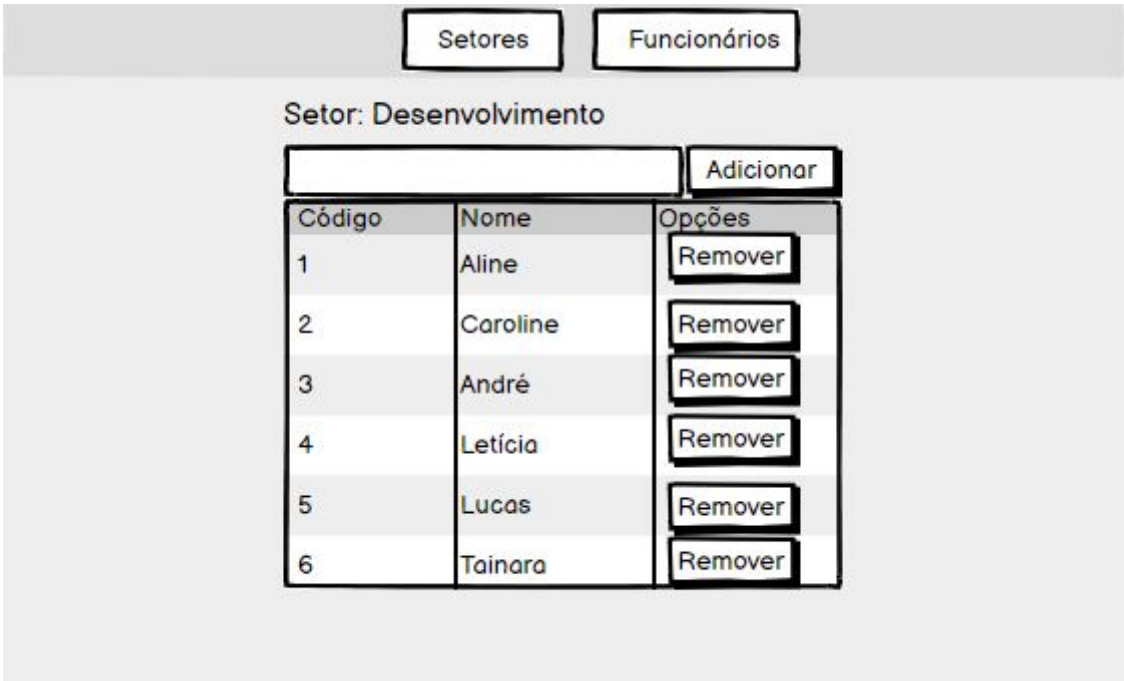 Setores Funcionários
Setor: Desenvolvimento
Adicionar
Código Nome Opções
1 Aline Remover
2 Caroline Remover
3 André Remover
4 Letícia Remover
5 Lucas Remover
6 Tainara Remover